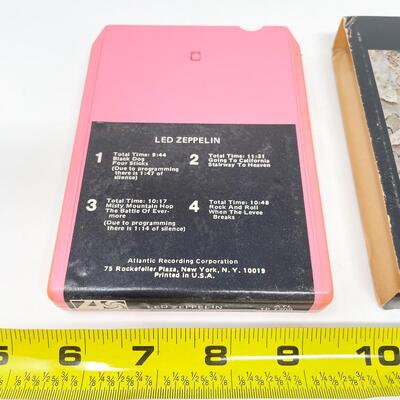 LED ZEPPELIN
1 Total Time: 9:44
Black Dog
Four Sticks
(Due to programming
there is 1:47 of
silence)
2 Total Time: 11:31
Going To California
Stairway To Heaven
3 Total Time: 10:17
Misty Mountain Hop
The Battle Of Ever-
more
(Due to programming
there is 1:14 of silence)
4 Total Time: 10:48
Rock And Roll
When The Levee
Breaks
Atlantic Recording Corporation
75 Rockefeller Plaza, New York, N. Y. 10019
Printed in U.S.A.
LED ZEPPELIN
5 6 7 8 9 10